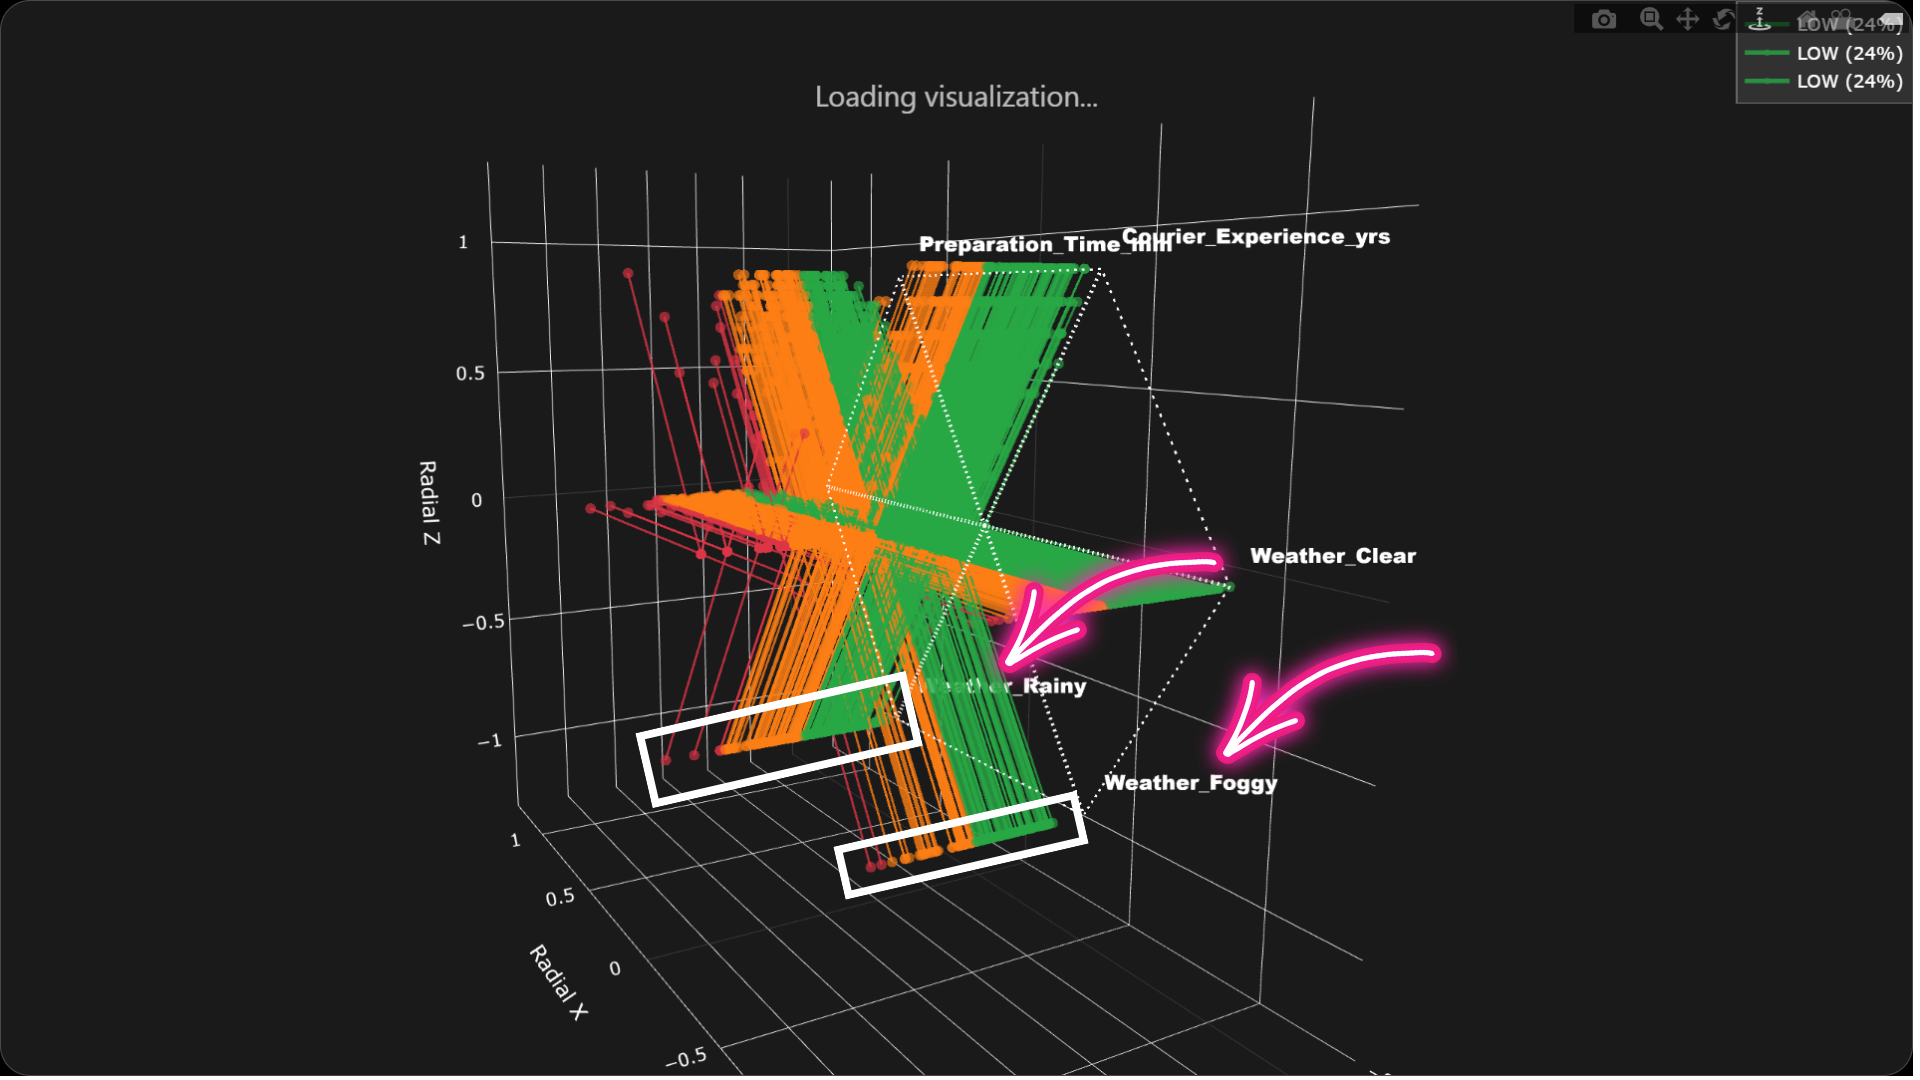 LOW (24%)
LOW (24%)
LOW (24%)
Z
Loading visualization...
Preparation_Time_min
Courier_Experience_yrs
Weather_Clear
Weather_Rainy
Weather_Foggy
Radial Z
1
0.5
0
−0.5
−1
Radial X
1
0.5
0
−0.5